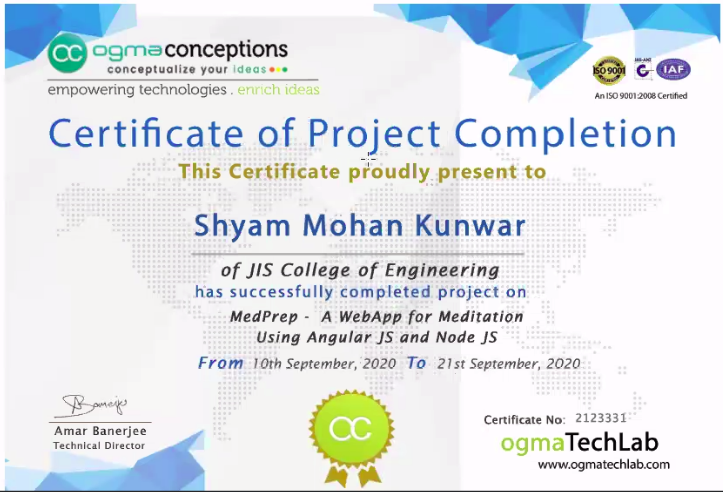 ogmaconceptions
conceptualize your ideas
empowering technologies . enrich ideas
ISO 9001
IAF
An ISO 9001:2008 Certified
Certificate of Project Completion
This Certificate proudly present to
Shyam Mohan Kunwar
of JIS College of Engineering
has successfully completed project on
MedPrep - A WebApp for Meditation
Using Angular JS and Node JS
From 10th September, 2020 To 21st September, 2020
Amar Banerjee
Technical Director
Certificate No: 2123331
ogmaTechLab
www.ogmatechlab.com